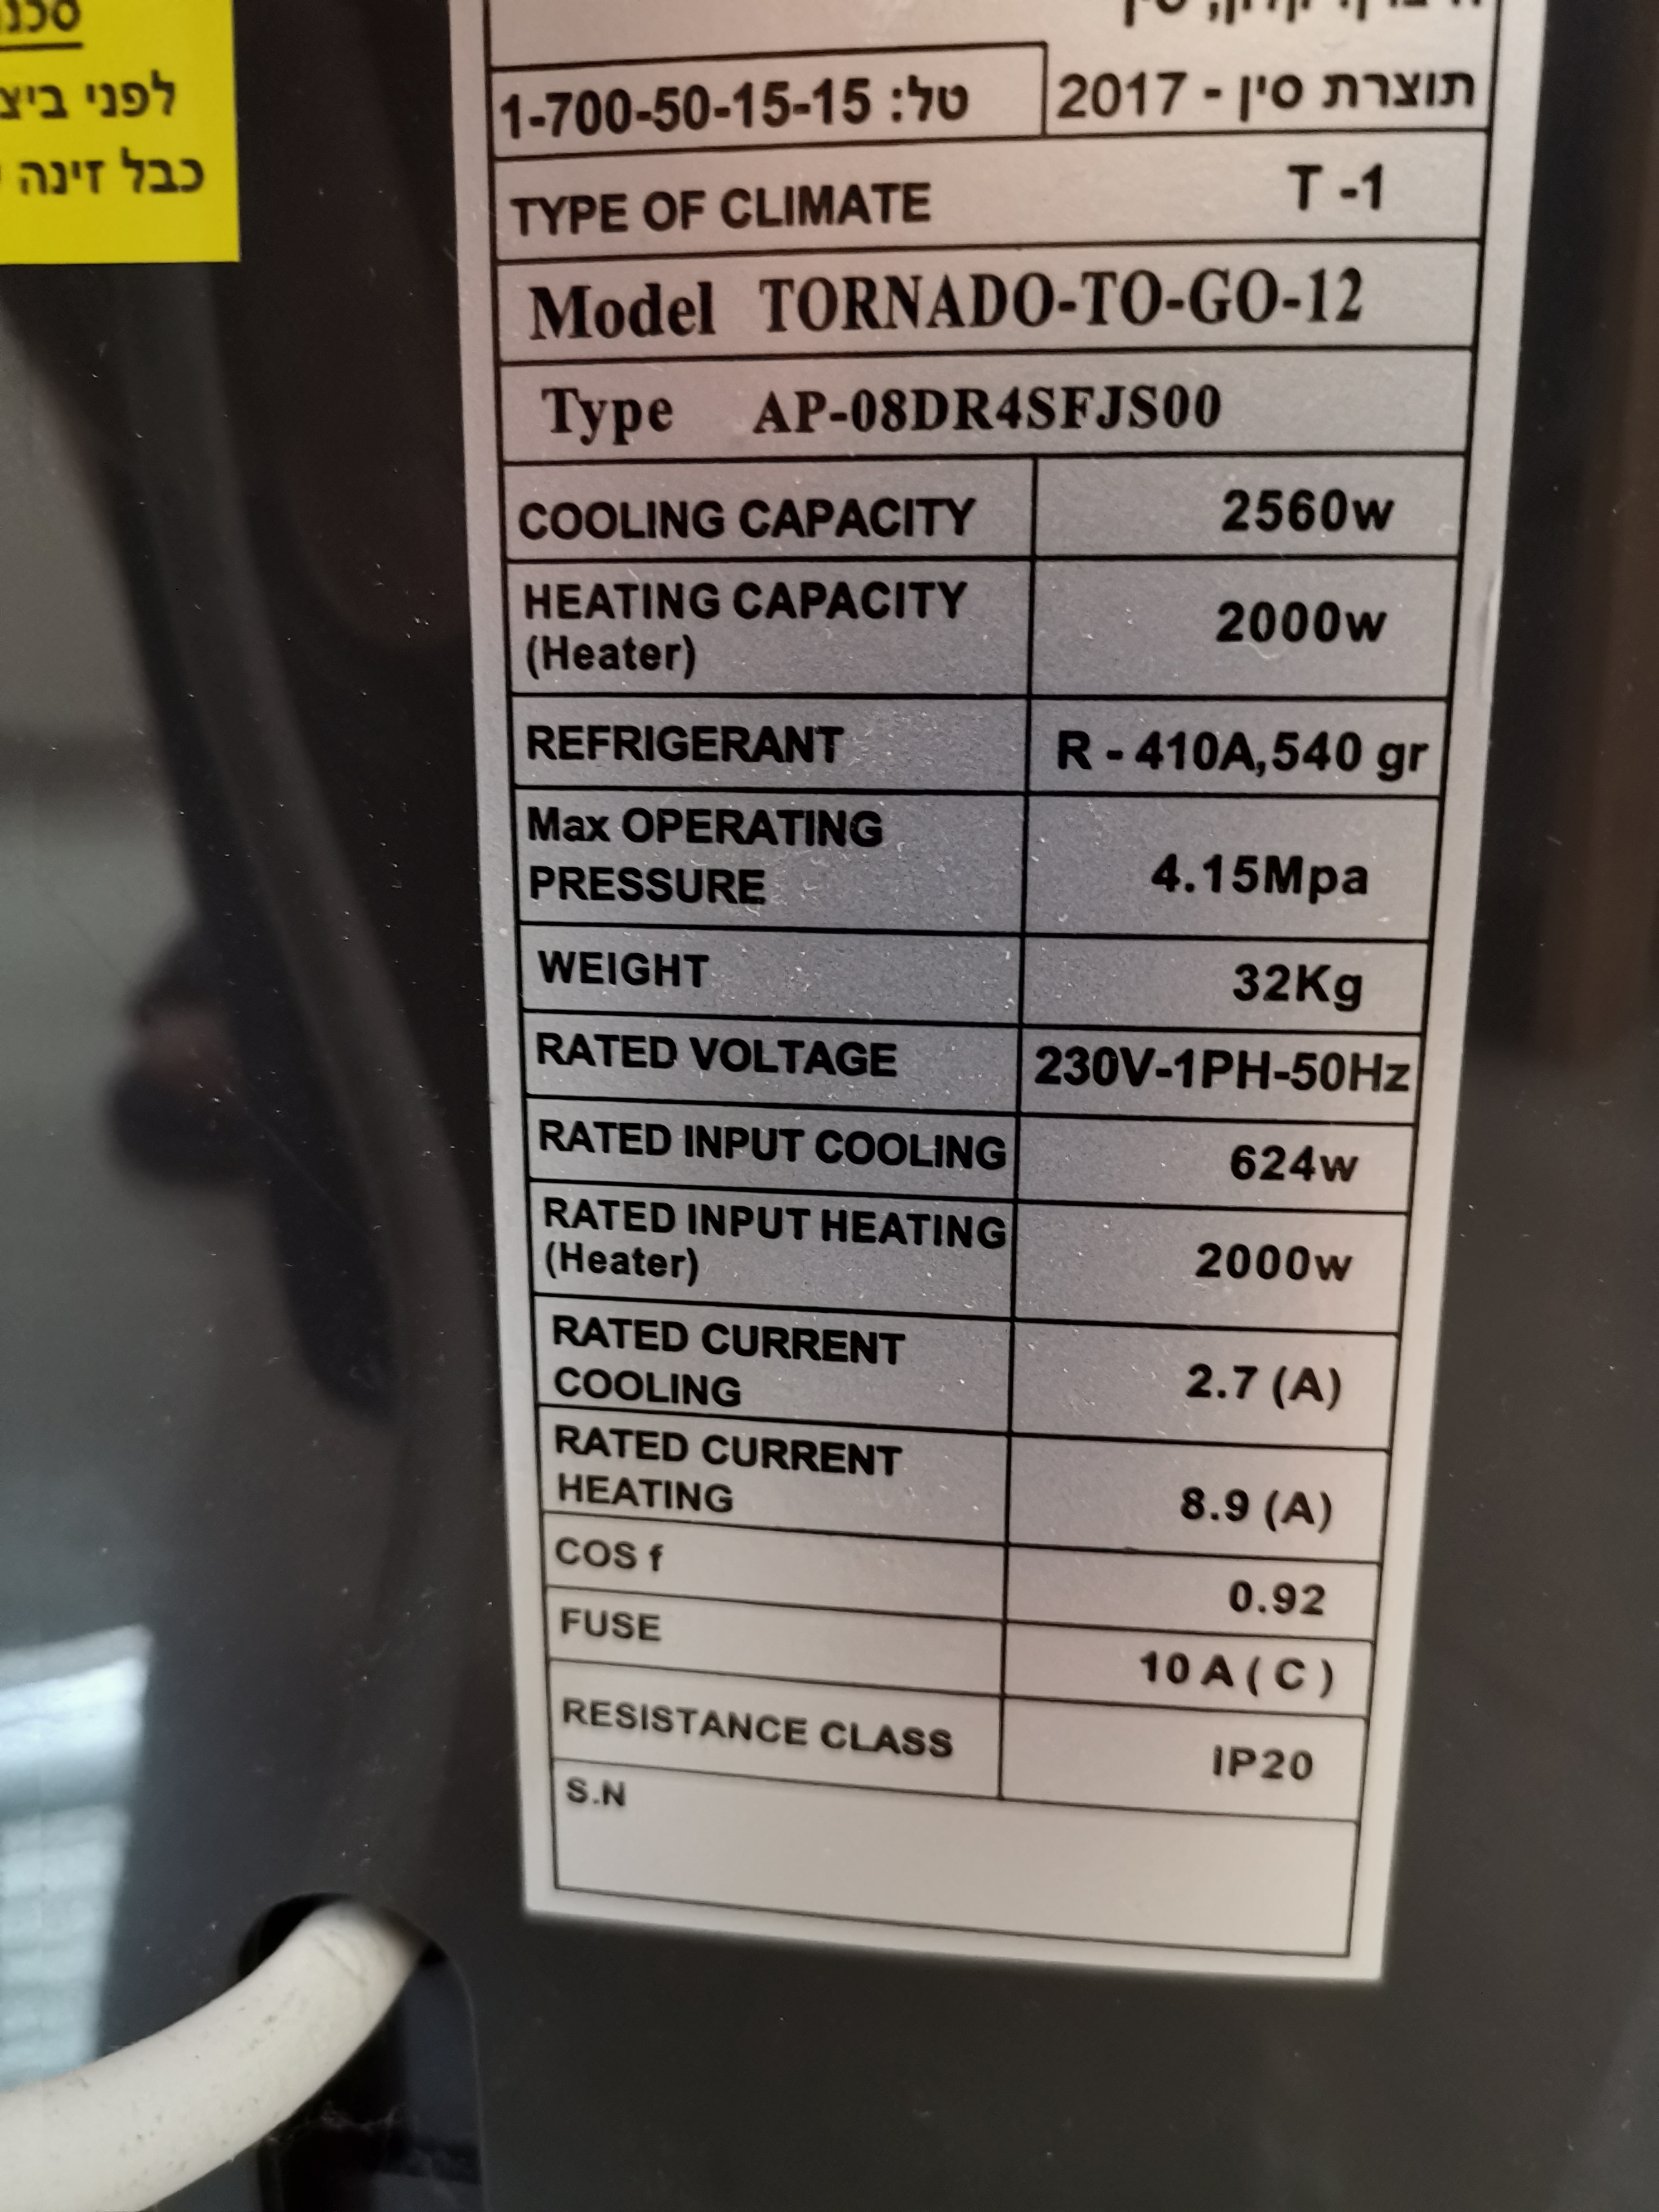 לפני
כבל זינה
תוצרת סין - 2017
טל: 1-700-50-15-15
TYPE OF CLIMATE T -1
Model TORNADO-TO-GO-12
Type AP-08DR4SFJS00
COOLING CAPACITY 2560w
HEATING CAPACITY
(Heater) 2000w
REFRIGERANT R - 410A,540 gr
Max OPERATING
PRESSURE 4.15Mpa
WEIGHT 32Kg
RATED VOLTAGE 230V-1PH-50Hz
RATED INPUT COOLING 624w
RATED INPUT HEATING
(Heater) 2000w
RATED CURRENT
COOLING 2.7 (A)
RATED CURRENT
HEATING 8.9 (A)
COS f 0.92
FUSE 10 A ( C )
RESISTANCE CLASS IP20
S.N